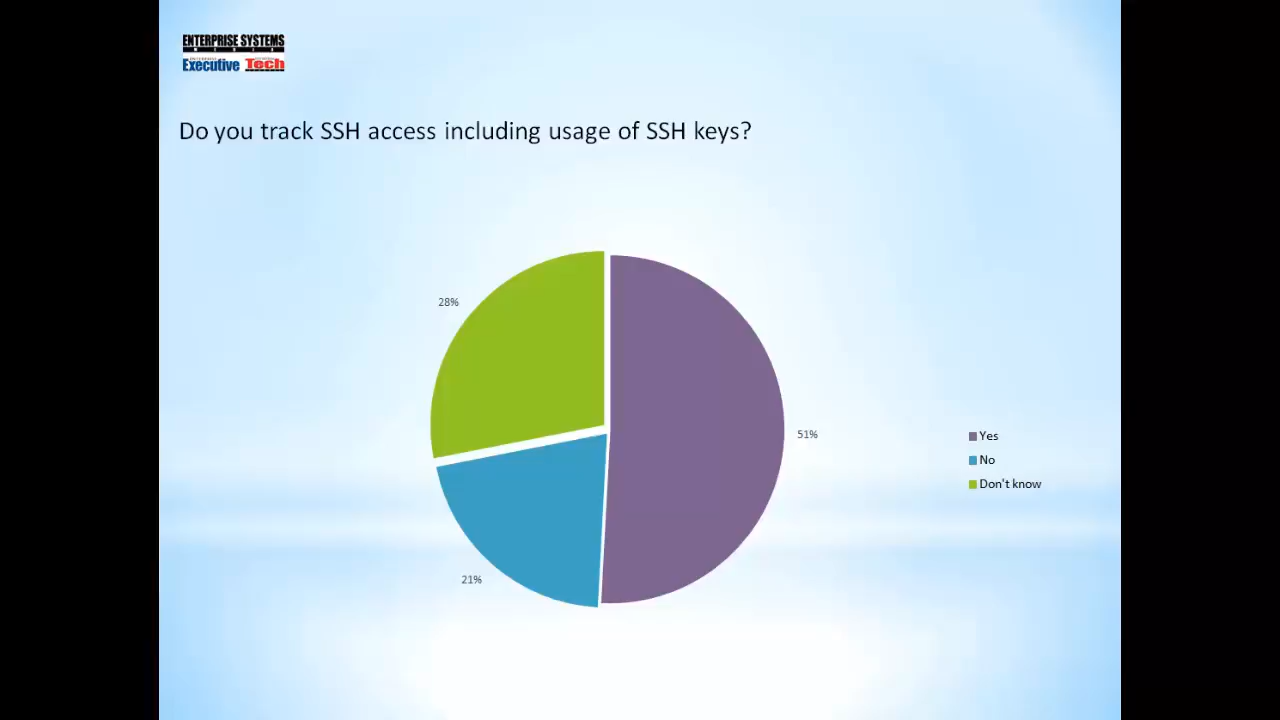 ENTERPRISE SYSTEMS
MEDIA
Executive Tech
Do you track SSH access including usage of SSH keys?
28%
51%
Yes
No
Don't know
21%